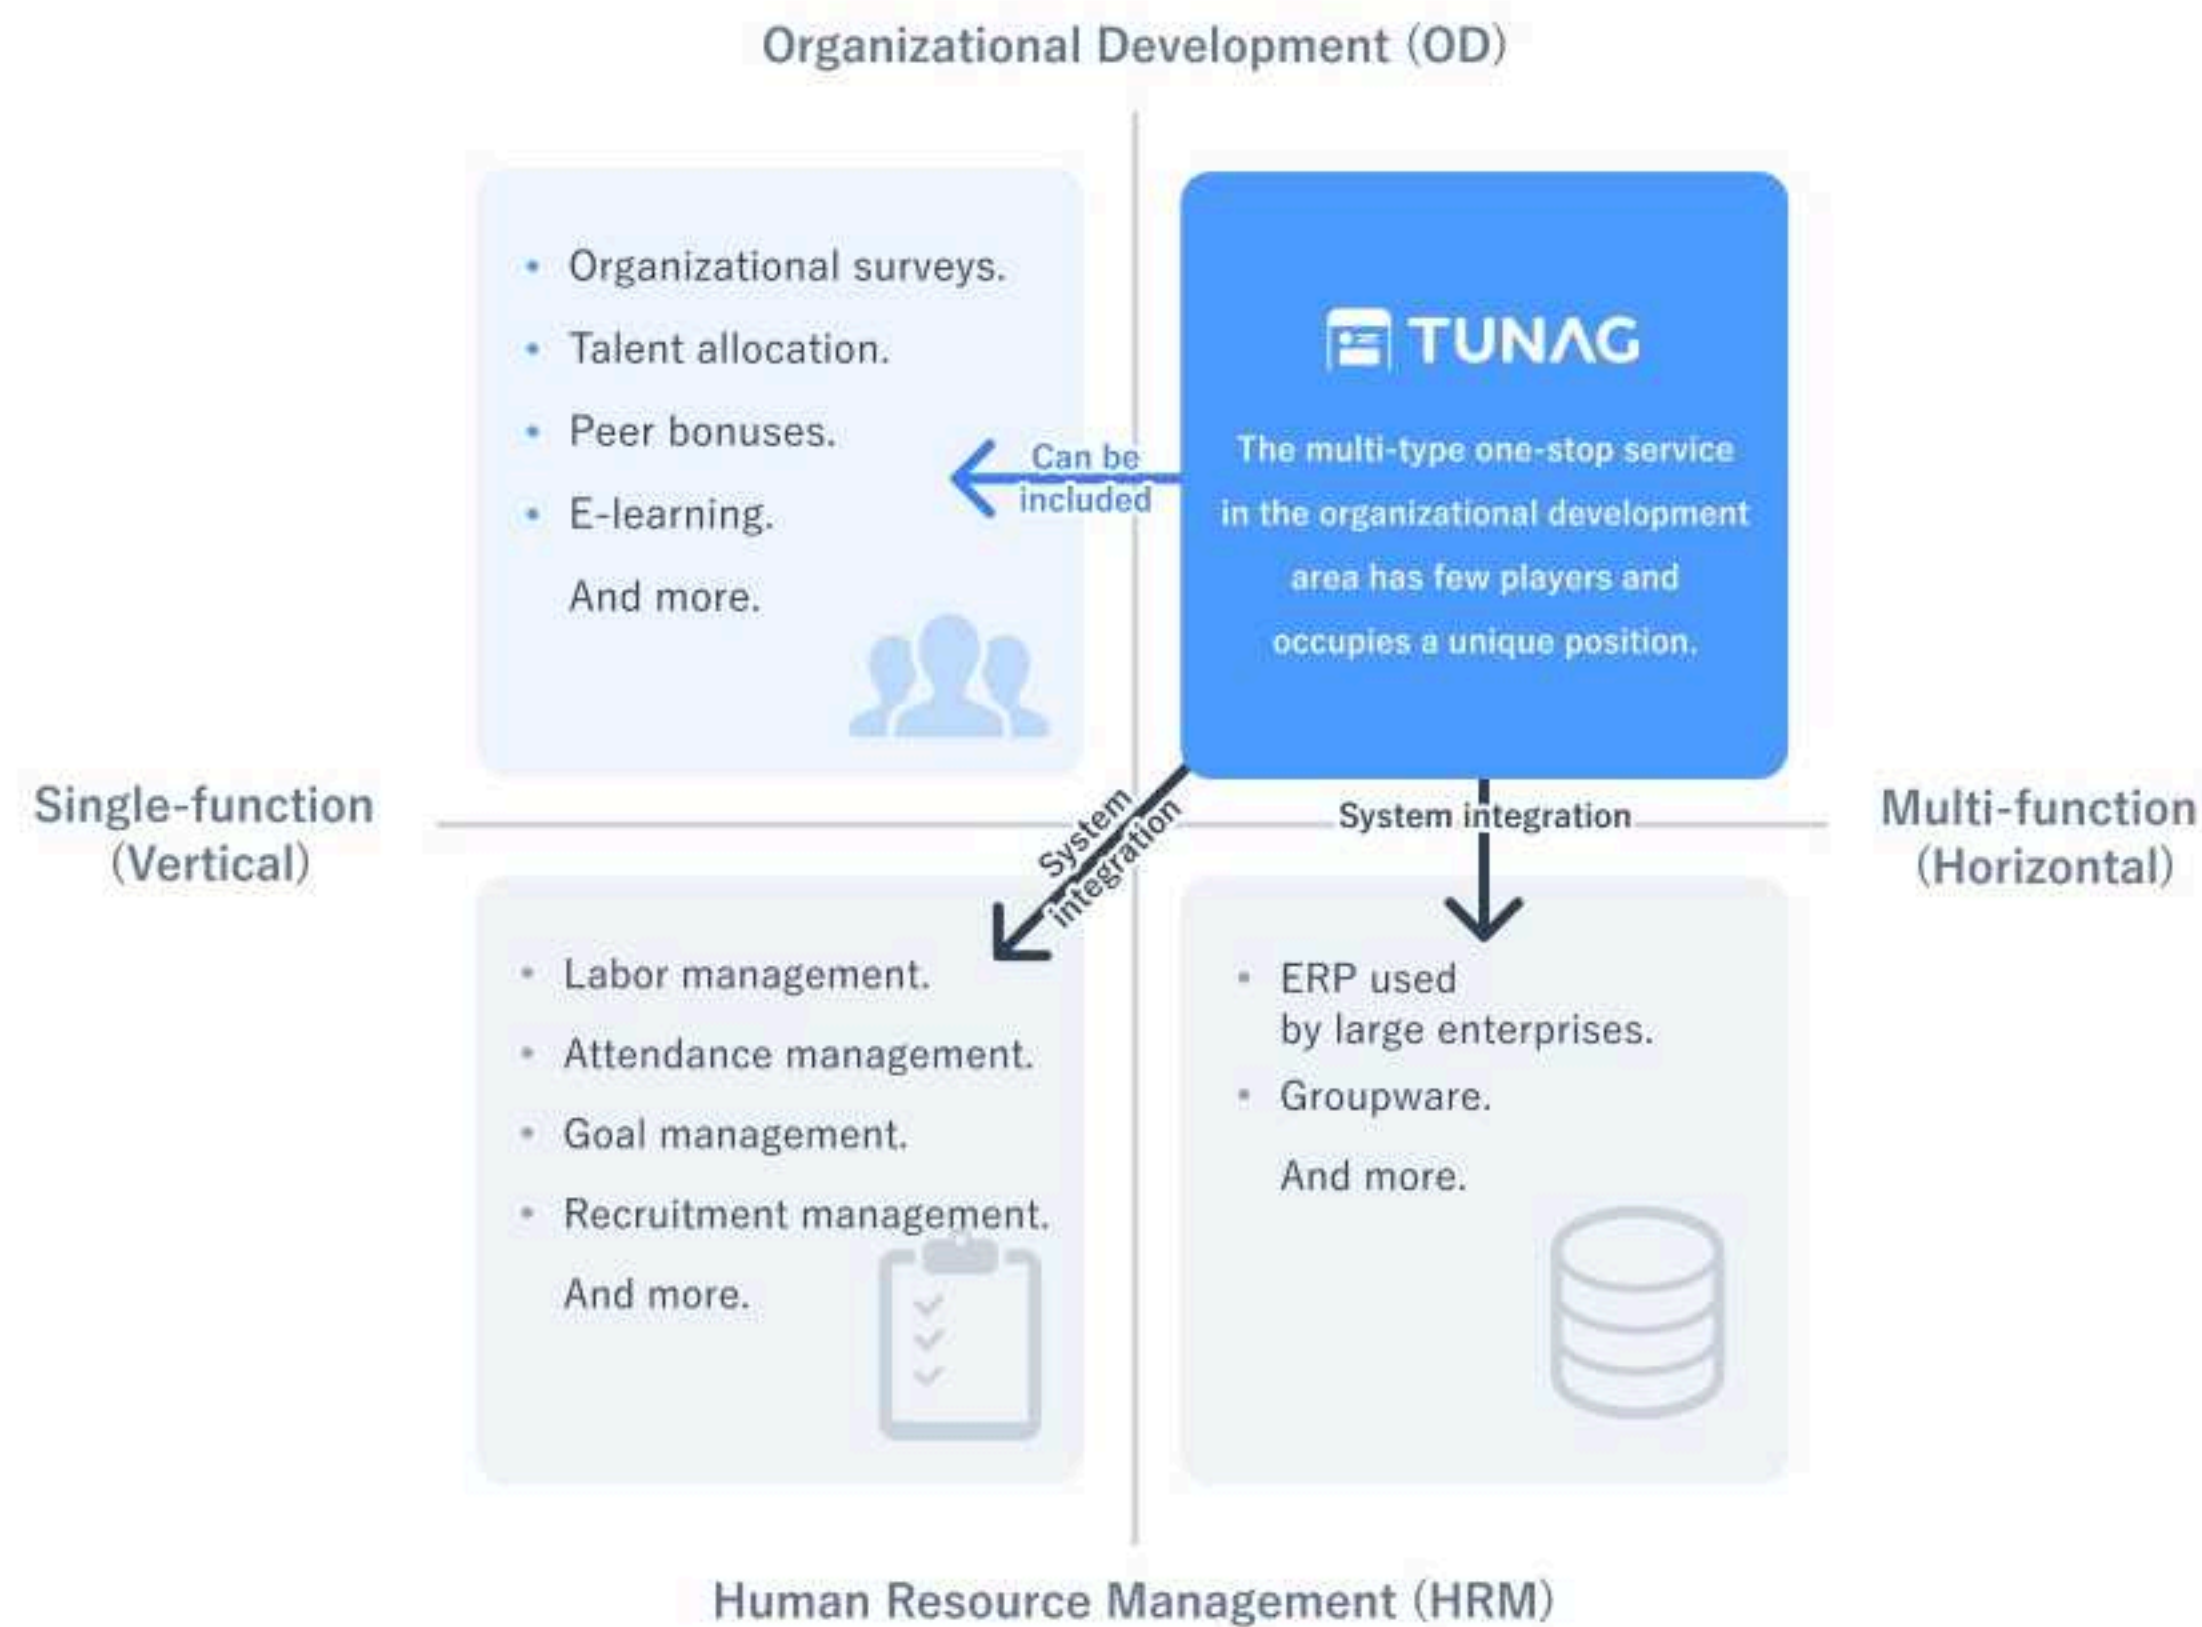 Organizational Development (OD)
• Organizational surveys.
• Talent allocation.
• Peer bonuses.
• E-learning.
And more.
Can be
included
TUNAG
The multi-type one-stop service
in the organizational development
area has few players and
occupies a unique position.
Single-function
(Vertical)
System
integration
System integration
Multi-function
(Horizontal)
• Labor management.
• Attendance management.
• Goal management.
• Recruitment management.
And more.
• ERP used
by large enterprises.
• Groupware.
And more.
Human Resource Management (HRM)